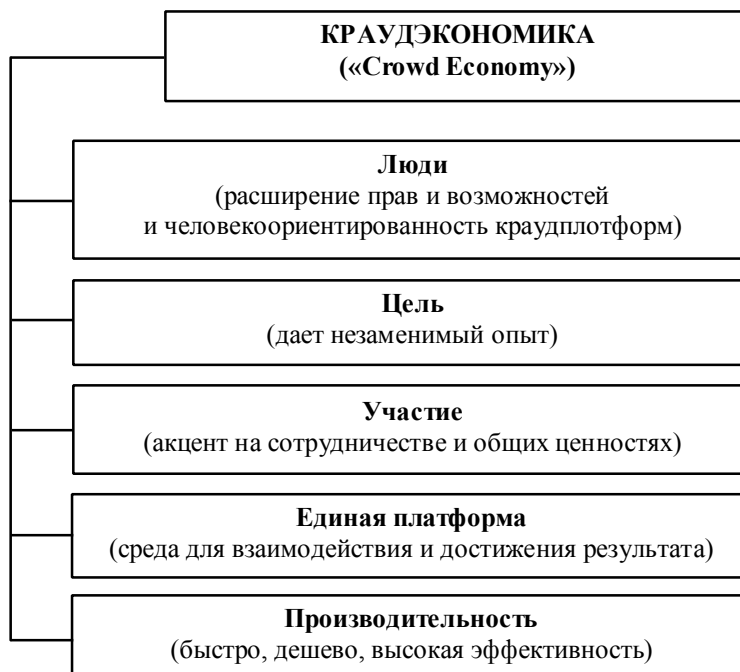 КРАУДЭКОНОМИКА
(«Crowd Economy»)
Люди
(расширение прав и возможностей
и человекоориентированность краудплотформ)
Цель
(дает незаменимый опыт)
Участие
(акцент на сотрудничестве и общих ценностях)
Единая платформа
(среда для взаимодействия и достижения результата)
Производительность
(быстро, дешево, высокая эффективность)